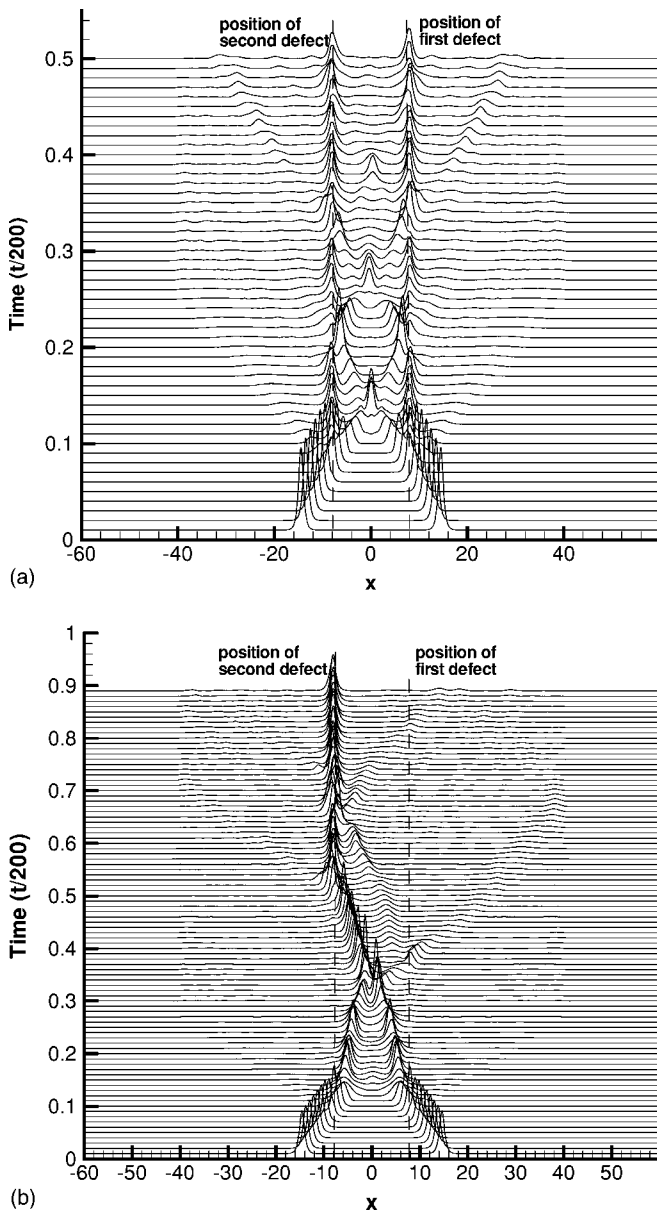 position of
second defect
position of
first defect
0.5
0.4
0.3
0.2
0.1
0
Time (t/200)
-60 -40 -20 0 20 40
x
(a)
position of
second defect
position of
first defect
1
0.9
0.8
0.7
0.6
0.5
0.4
0.3
0.2
0.1
0
Time (t/200)
-60 -50 -40 -30 -20 -10 0 10 20 30 40 50
x
(b)